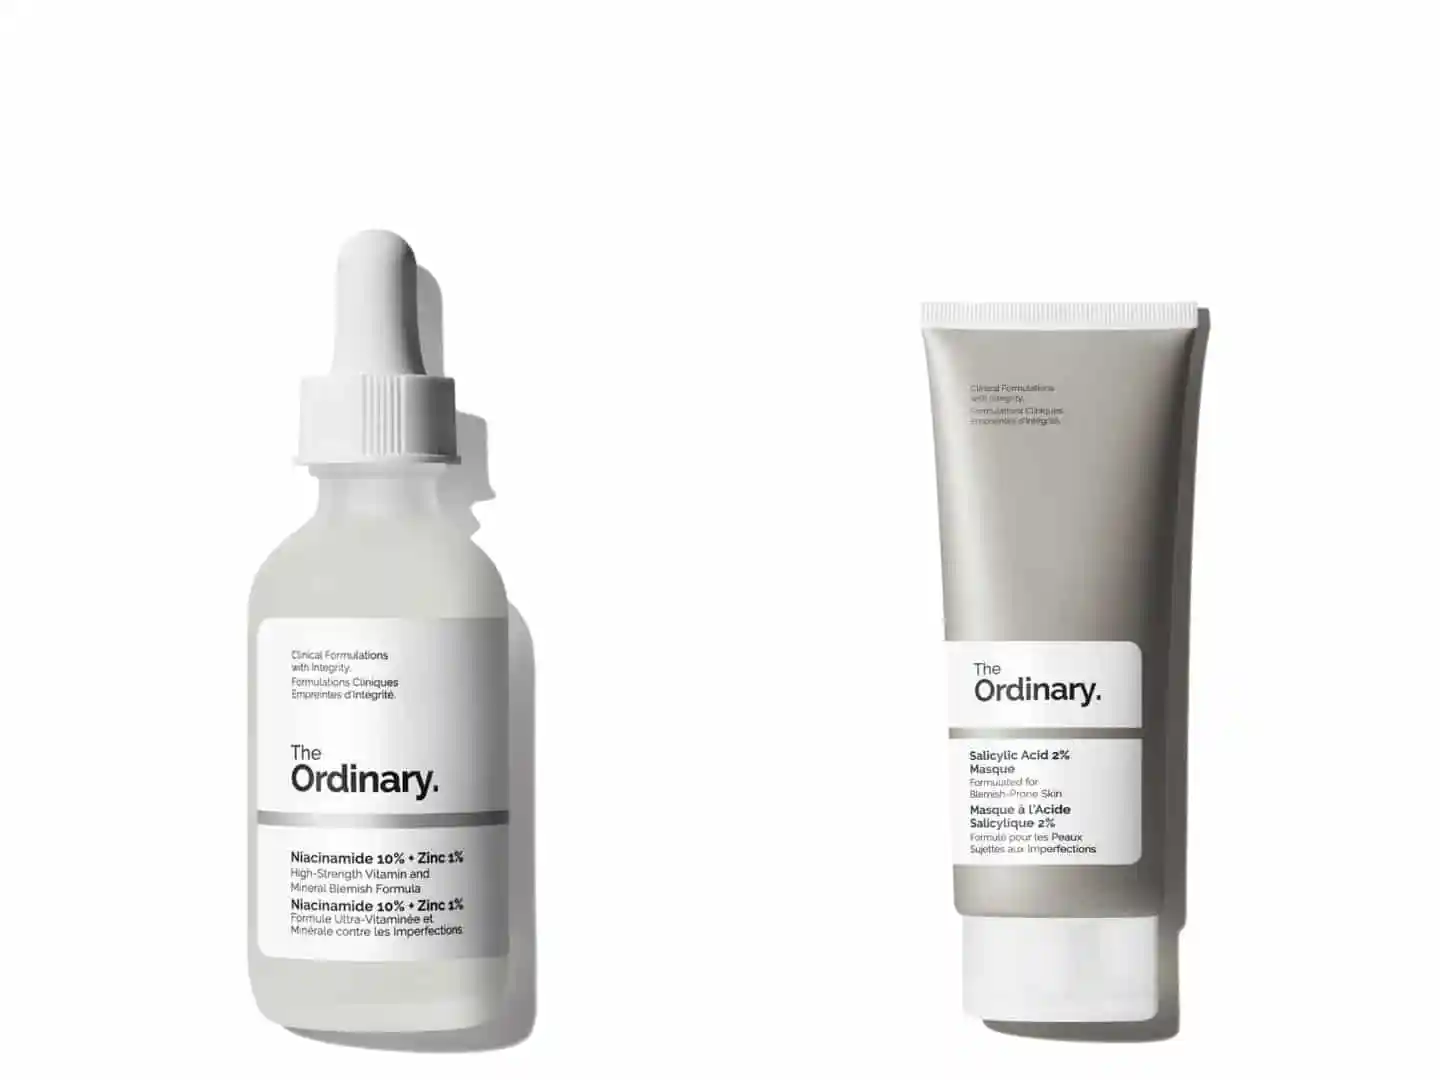 Clinical Formulations
with Integrity.
Formulations Cliniques
Empreintes d'Intégrité.
The
Ordinary.
Niacinamide 10% + Zinc 1%
High-Strength Vitamin and
Mineral Blemish Formula
Niacinamide 10% + Zinc 1%
Formule Ultra-Vitaminée et
Minérale contre les Imperfections
Clinical Formulations
with Integrity.
Formulations Cliniques
Empreintes d'Intégrité.
The
Ordinary.
Salicylic Acid 2%
Masque
Formulated for
Blemish-Prone Skin
Masque à l'Acide
Salicylique 2%
Formulé pour les Peaux
Sujettes aux Imperfections